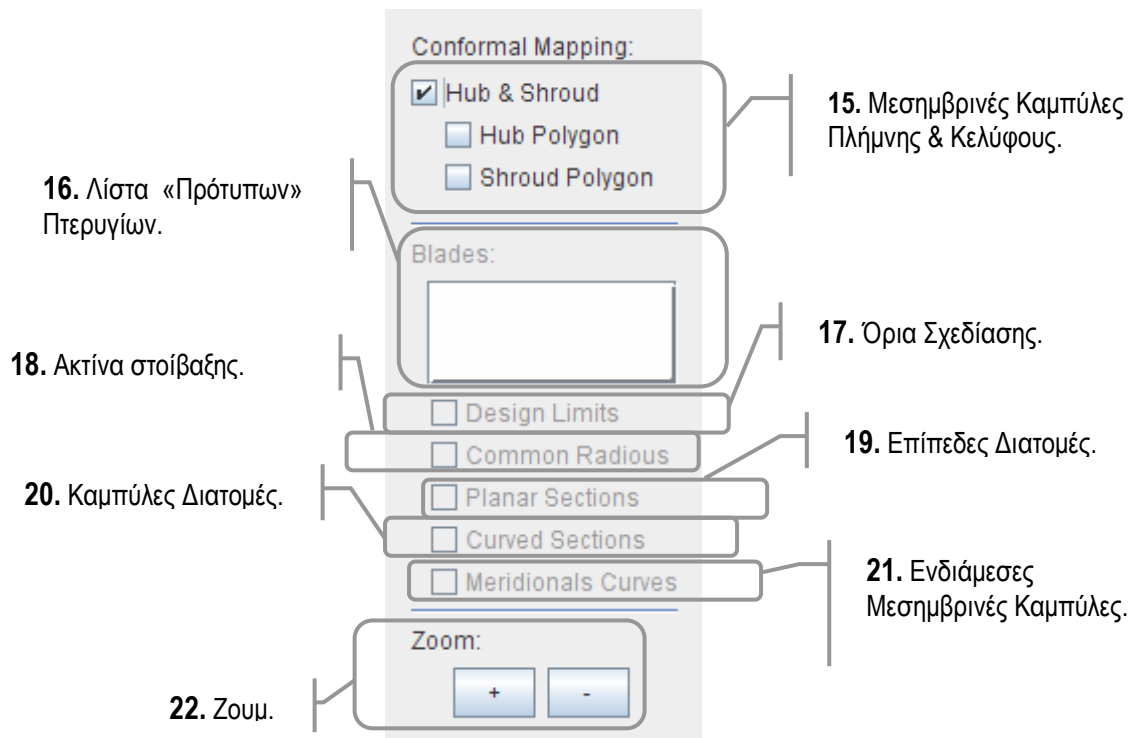 Conformal Mapping:
Hub & Shroud
Hub Polygon
Shroud Polygon
15. Μεσημβρινές Καμπύλες
Πλήμνης & Κελύφους.
16. Λίστα «Πρότυπων»
Πτερυγίων.
Blades:
17. Όρια Σχεδίασης.
18. Ακτίνα στοίβαξης.
Design Limits
Common Radious
19. Επίπεδες Διατομές.
20. Καμπύλες Διατομές.
Planar Sections
Curved Sections
Meridionals Curves
21. Ενδιάμεσες
Μεσημβρινές Καμπύλες.
Zoom:
+ -
22. Ζουμ.